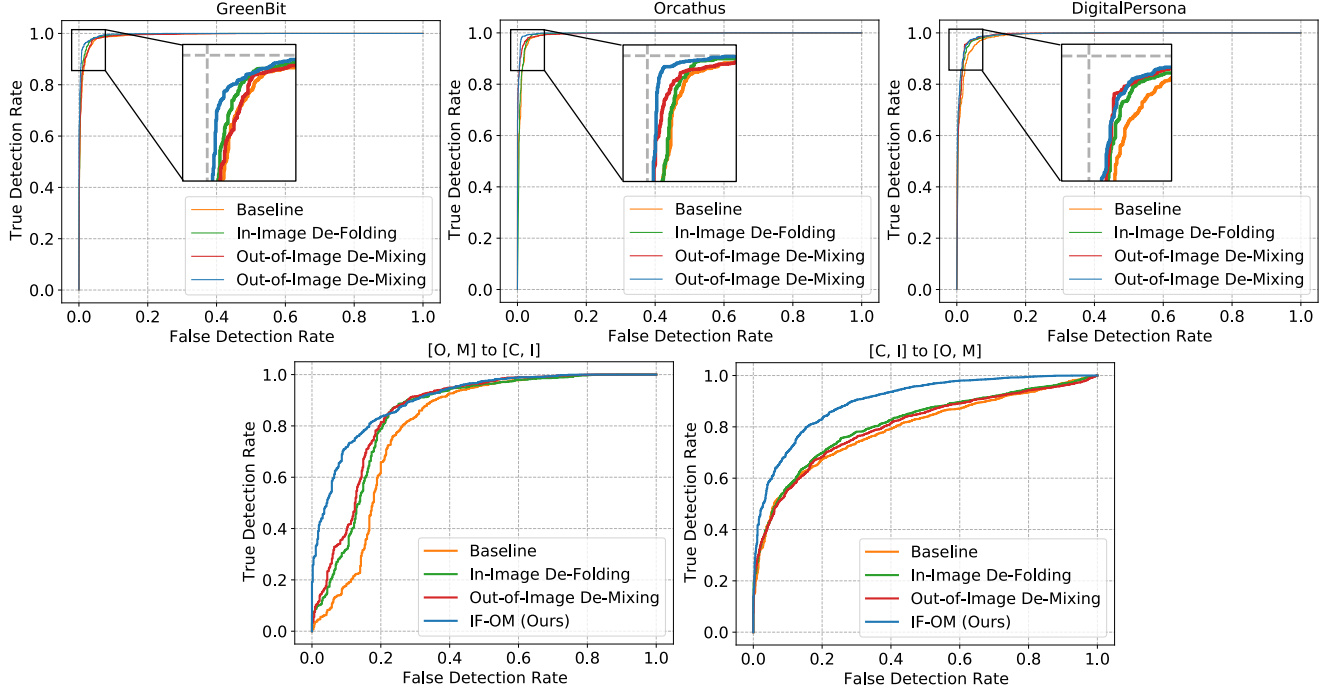 GreenBit
True Detection Rate
1.0
0.8
0.6
0.4
0.2
0.0
Baseline
In-Image De-Folding
Out-of-Image De-Mixing
Out-of-Image De-Mixing
0.0 0.2 0.4 0.6 0.8 1.0
False Detection Rate
Orcathus
True Detection Rate
1.0
0.8
0.6
0.4
0.2
0.0
Baseline
In-Image De-Folding
Out-of-Image De-Mixing
Out-of-Image De-Mixing
0.0 0.2 0.4 0.6 0.8 1.0
False Detection Rate
DigitalPersona
True Detection Rate
1.0
0.8
0.6
0.4
0.2
0.0
Baseline
In-Image De-Folding
Out-of-Image De-Mixing
Out-of-Image De-Mixing
0.0 0.2 0.4 0.6 0.8 1.0
False Detection Rate
[O, M] to [C, I]
True Detection Rate
1.0
0.8
0.6
0.4
0.2
0.0
Baseline
In-Image De-Folding
Out-of-Image De-Mixing
IF-OM (Ours)
0.0 0.2 0.4 0.6 0.8 1.0
False Detection Rate
[C, I] to [O, M]
True Detection Rate
1.0
0.8
0.6
0.4
0.2
0.0
Baseline
In-Image De-Folding
Out-of-Image De-Mixing
IF-OM (Ours)
0.0 0.2 0.4 0.6 0.8 1.0
False Detection Rate